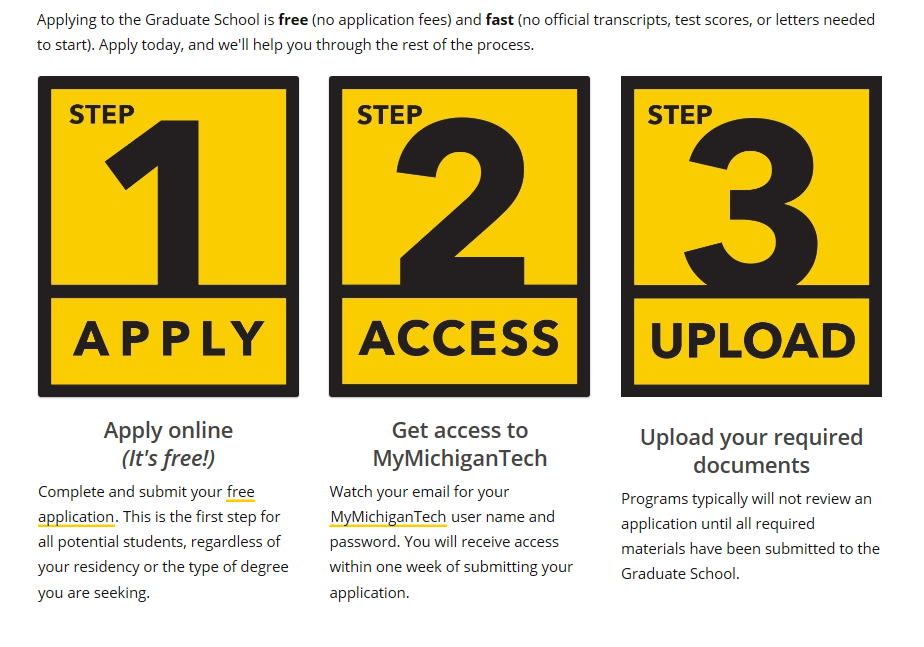 Applying to the Graduate School is free (no application fees) and fast (no official transcripts, test scores, or letters needed
to start). Apply today, and we'll help you through the rest of the process.
STEP
1
APPLY
Apply online
(It's free!)
Complete and submit your free
application. This is the first step for
all potential students, regardless of
your residency or the type of degree
you are seeking.
STEP
2
ACCESS
Get access to
MyMichiganTech
Watch your email for your
MyMichiganTech user name and
password. You will receive access
within one week of submitting your
application.
STEP
3
UPLOAD
Upload your required
documents
Programs typically will not review an
application until all required
materials have been submitted to the
Graduate School.